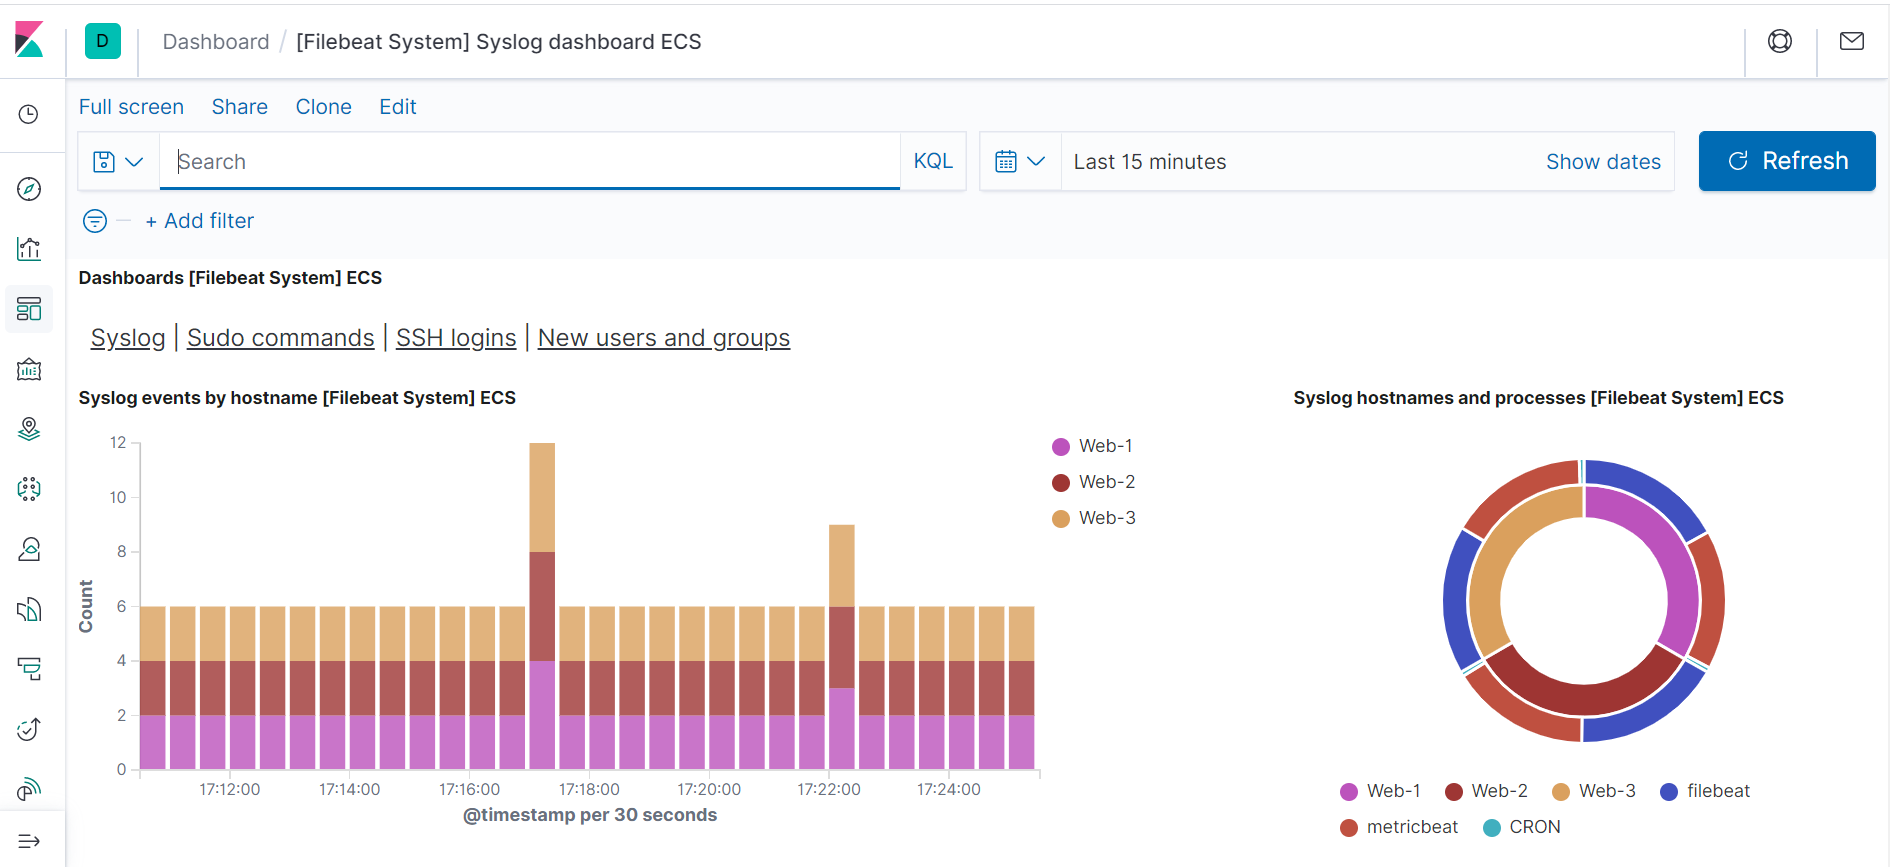 D Dashboard / [Filebeat System] Syslog dashboard ECS
Full screen Share Clone Edit
Search KQL Last 15 minutes Show dates Refresh
+ Add filter
Dashboards [Filebeat System] ECS
Syslog | Sudo commands | SSH logins | New users and groups
Syslog events by hostname [Filebeat System] ECS
12
10
8
6
4
2
0
Count
17:12:00 17:14:00 17:16:00 17:18:00 17:20:00 17:22:00 17:24:00
@timestamp per 30 seconds
Web-1
Web-2
Web-3
Syslog hostnames and processes [Filebeat System] ECS
Web-1 Web-2 Web-3 filebeat
metricbeat CRON